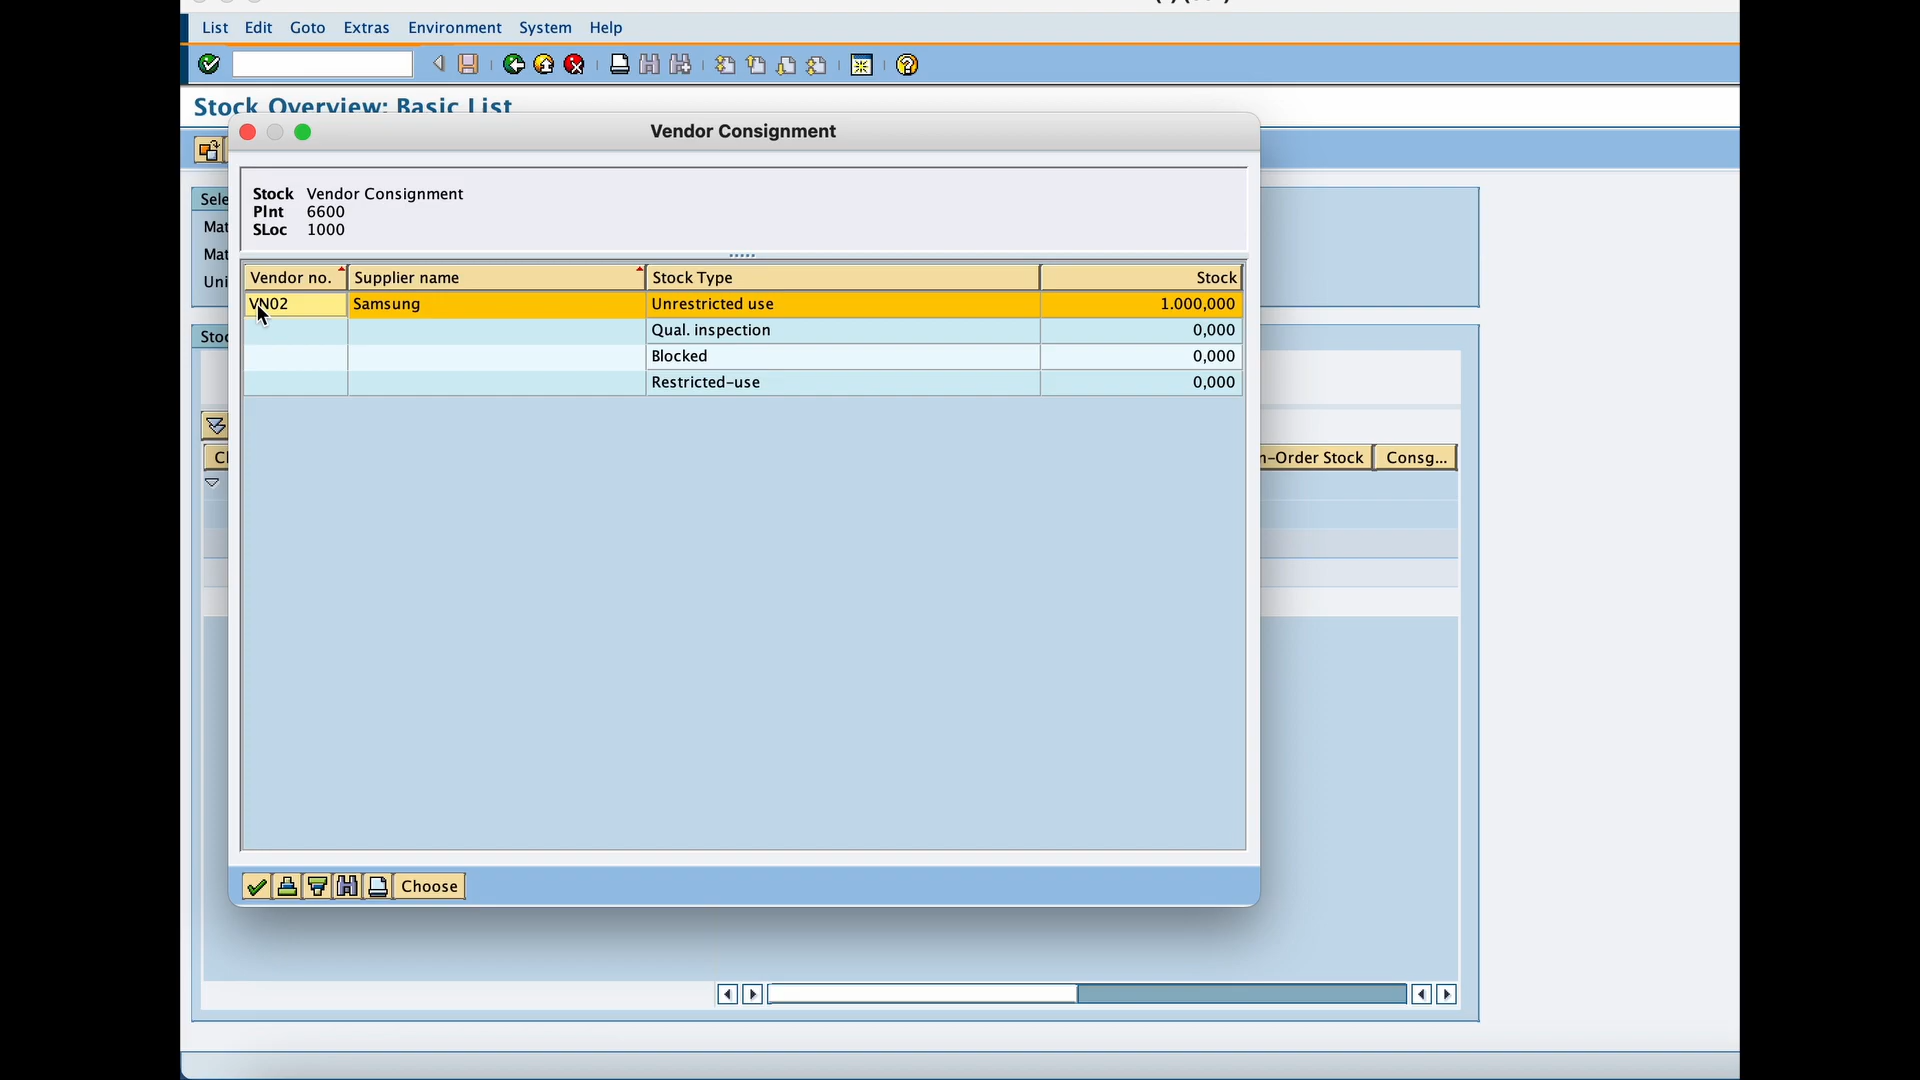 List Edit Goto Extras Environment System Help
Stock Overview: Basic List
Vendor Consignment
Stock Vendor Consignment
Plnt 6600
SLoc 1000
Sele
Mat
Mat
Uni
Vendor no. Supplier name Stock Type Stock
VN02 Samsung Unrestricted use 1.000,000
Qual. inspection 0,000
Blocked 0,000
Restricted-use 0,000
Stoc
Cl
n-Order Stock Consg...
Choose